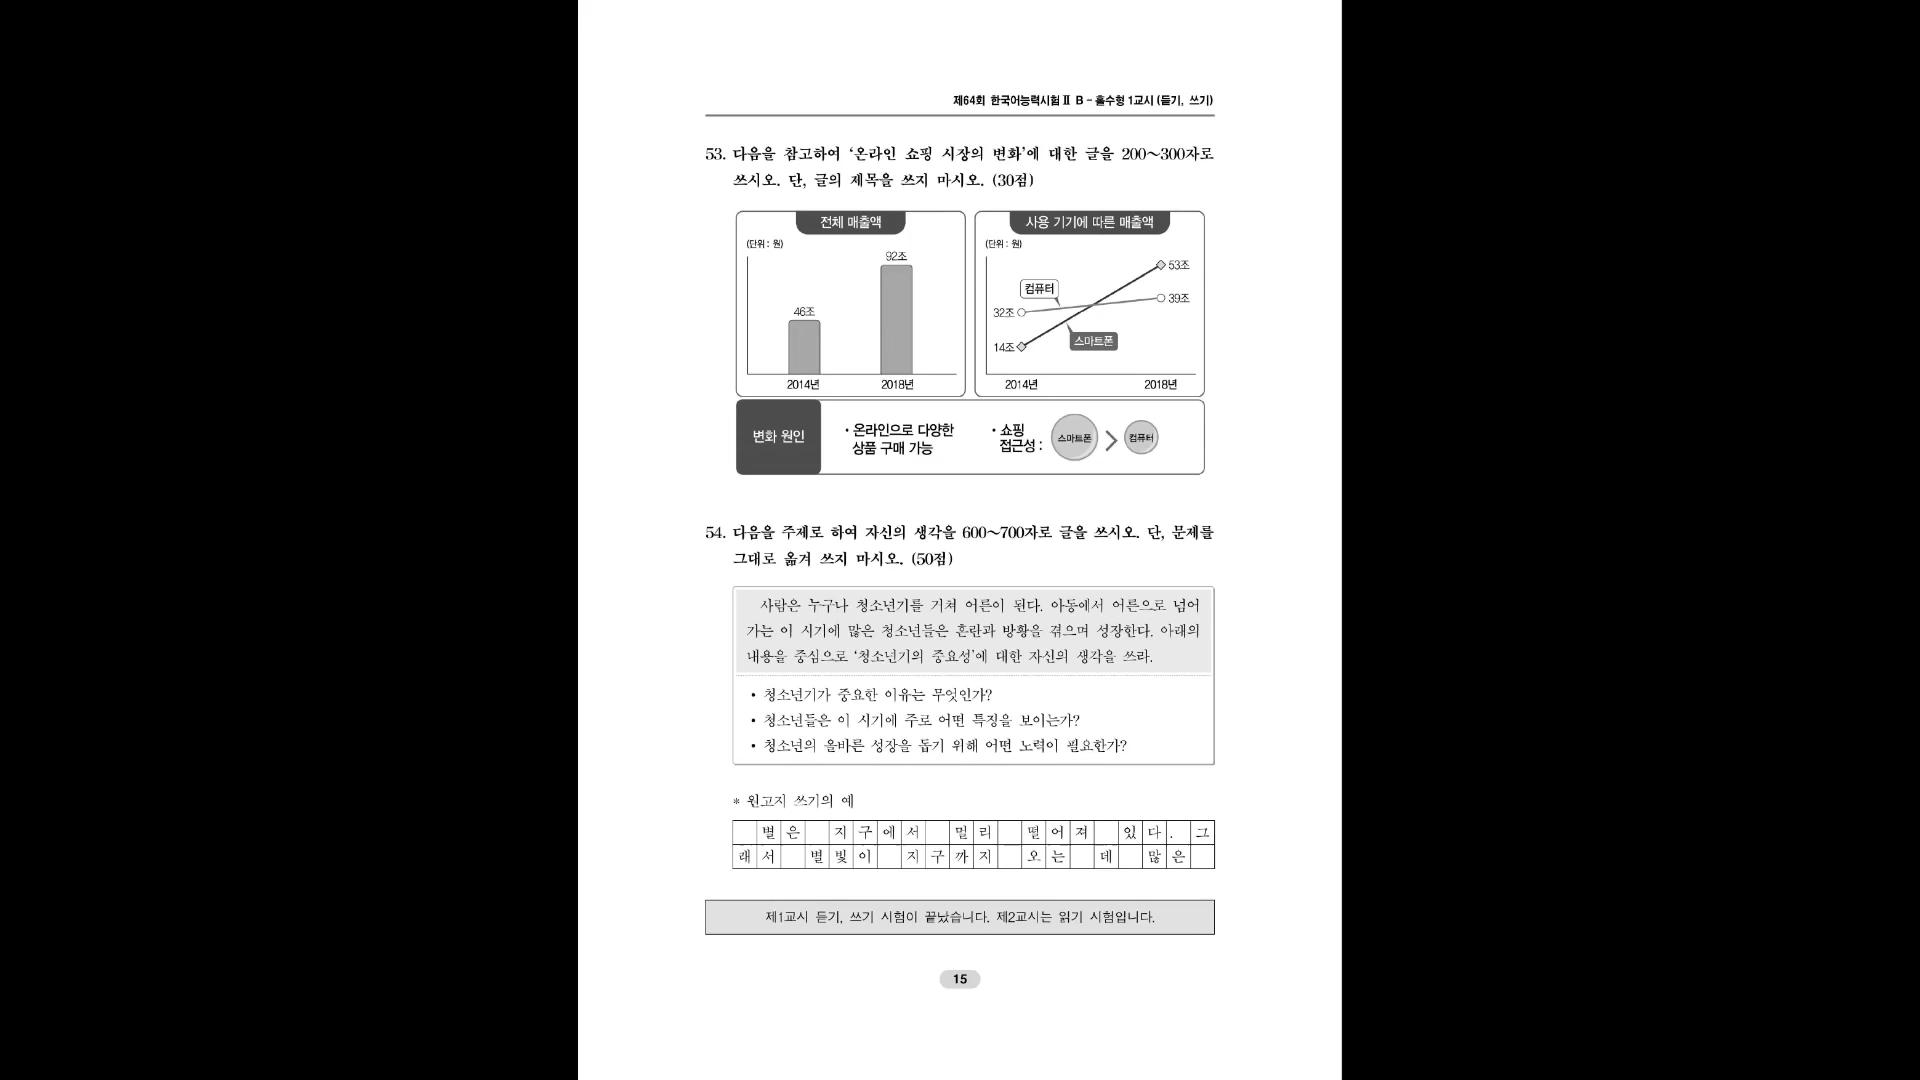 제64회 한국어능력시험Ⅱ B - 홀수형 1교시 (듣기, 쓰기)
53. 다음을 참고하여 ‘온라인 쇼핑 시장의 변화’에 대한 글을 200~300자로
쓰시오. 단, 글의 제목을 쓰지 마시오. (30점)
전체 매출액
(단위 : 원)
92조
46조
2014년
2018년
사용 기기에 따른 매출액
(단위 : 원)
53조
컴퓨터
39조
32조
스마트폰
14조
2014년
2018년
변화 원인
· 온라인으로 다양한
상품 구매 가능
· 쇼핑
접근성 :
스마트폰 > 컴퓨터
54. 다음을 주제로 하여 자신의 생각을 600~700자로 글을 쓰시오. 단, 문제를
그대로 옮겨 쓰지 마시오. (50점)
사람은 누구나 청소년기를 거쳐 어른이 된다. 아동에서 어른으로 넘어
가는 이 시기에 많은 청소년들은 혼란과 방황을 겪으며 성장한다. 아래의
내용을 중심으로 ‘청소년기의 중요성’에 대한 자신의 생각을 쓰라.
• 청소년기가 중요한 이유는 무엇인가?
• 청소년들은 이 시기에 주로 어떤 특징을 보이는가?
• 청소년의 올바른 성장을 돕기 위해 어떤 노력이 필요한가?
* 원고지 쓰기의 예
별은 지구에서 멀리 떨어져 있다. 그
래서 별빛이 지구까지 오는 데 많은
제1교시 듣기, 쓰기 시험이 끝났습니다. 제2교시는 읽기 시험입니다.
15